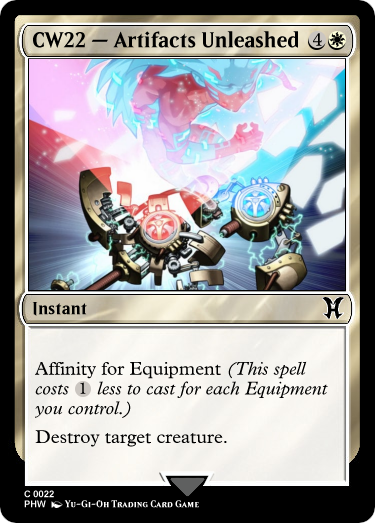 CW22 — Artifacts Unleashed 4
Instant
Affinity for Equipment (This spell
costs 1 less to cast for each Equipment
you control.)
Destroy target creature.
C 0022
PHW Yu-Gi-Oh Trading Card Game